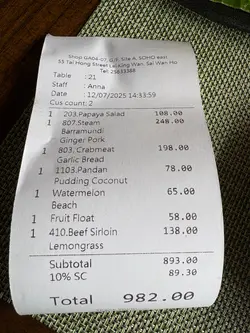 Shop GA04-07, G/F, Site A, SOHO east
55 Tai Hong Street Lei King Wan, Sai Wan Ho
Tel: 25833388
Table : 21
Staff : Anna
Date : 12/07/2025 14:33:59
Cus count: 2
1 203.Papaya Salad 108.00
1 807.Steam 248.00
Barramundi
Ginger Pork
1 803. Crabmeat 198.00
Garlic Bread
1 1103.Pandan 78.00
Pudding Coconut
1 Watermelon 65.00
Beach
1 Fruit Float 58.00
1 410.Beef Sirloin 138.00
Lemongrass
Subtotal 893.00
10% SC 89.30
Total 982.00